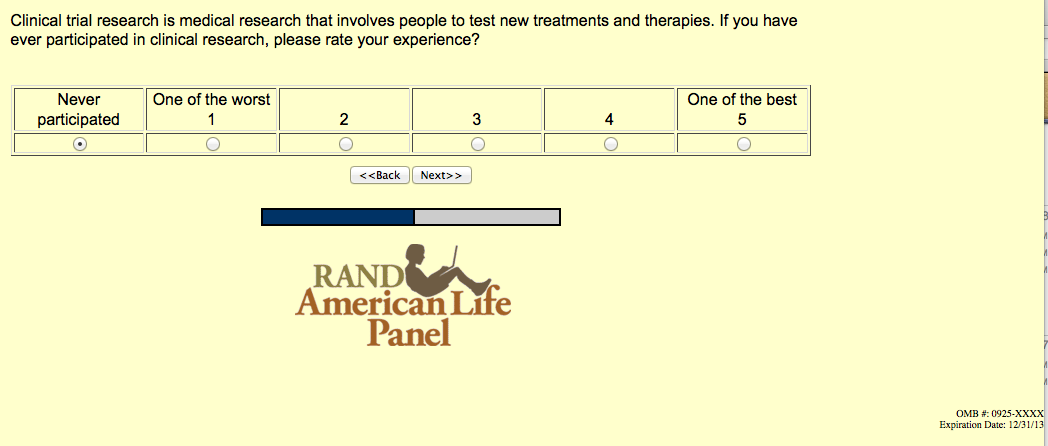 Clinical trial research is medical research that involves people to test new treatments and therapies. If you have
ever participated in clinical research, please rate your experience?
Never participated
One of the worst 1
2
3
4
One of the best 5
<<Back Next>>
RAND
American Life
Panel
OMB #: 0925-XXXX
Expiration Date: 12/31/13